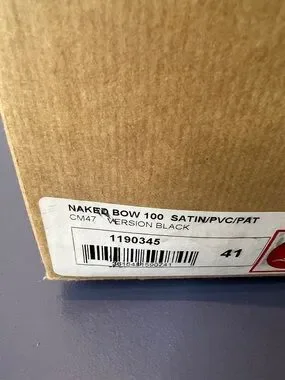 NAKED BOW 100 SATIN/PVC/PAT
CM47 VERSION BLACK
1190345
41